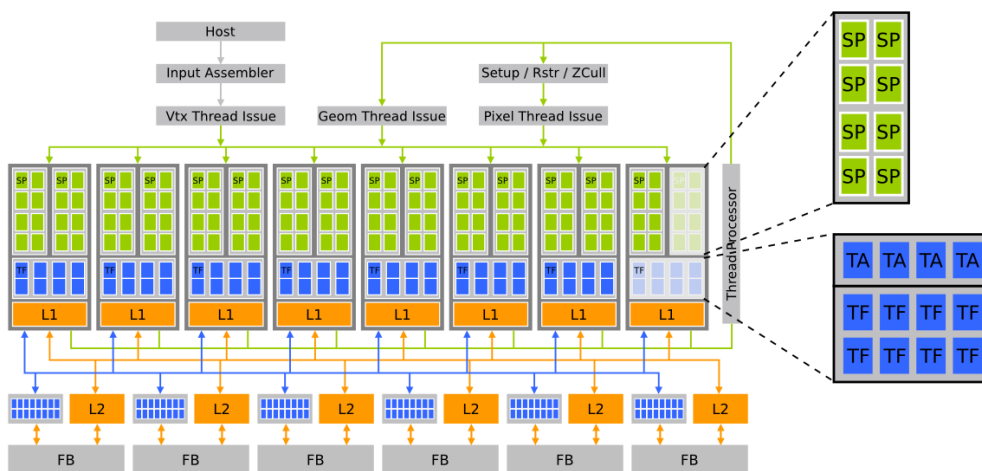 Host
Input Assembler
Setup / Rstr / ZCull
Vtx Thread Issue
Geom Thread Issue
Pixel Thread Issue
SP SP SP SP SP SP SP SP SP SP SP SP SP SP SP SP
TF TF TF TF TF TF TF TF
L1 L1 L1 L1 L1 L1 L1 L1
Thread Processor
L2 L2 L2 L2 L2 L2
FB FB FB FB FB FB
SP SP
SP SP
SP SP
SP SP
TA TA TA TA
TF TF TF TF
TF TF TF TF